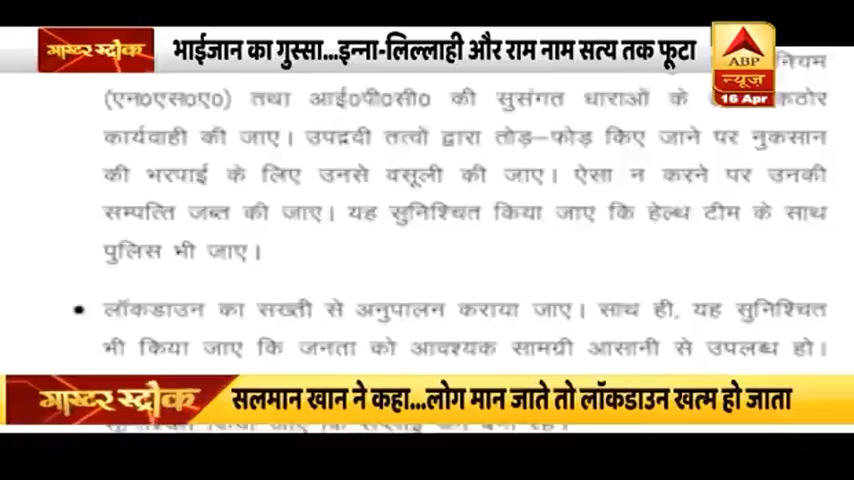 मास्टर स्ट्रोक
भाईजान का गुस्सा...इन्ना-लिल्लाही और राम नाम सत्य तक फूटा
ABP
न्यूज़
16 Apr
नियम
(एन0एस0ए0) तथा आई0पी0सी0 की सुसंगत धाराओं के कठोर
कार्यवाही की जाए। उपद्रवी तत्वों द्वारा तोड़–फोड़ किए जाने पर नुकसान
की भरपाई के लिए उनसे वसूली की जाए। ऐसा न करने पर उनकी
सम्पत्ति जब्त की जाए। यह सुनिश्चित किया जाए कि हेल्थ टीम के साथ
पुलिस भी जाए।
• लॉकडाउन का सख्ती से अनुपालन कराया जाए। साथ ही, यह सुनिश्चित
भी किया जाए कि जनता को आवश्यक सामग्री आसानी से उपलब्ध हो।
मास्टर स्ट्रोक
सलमान खान ने कहा...लोग मान जाते तो लॉकडाउन खत्म हो जाता